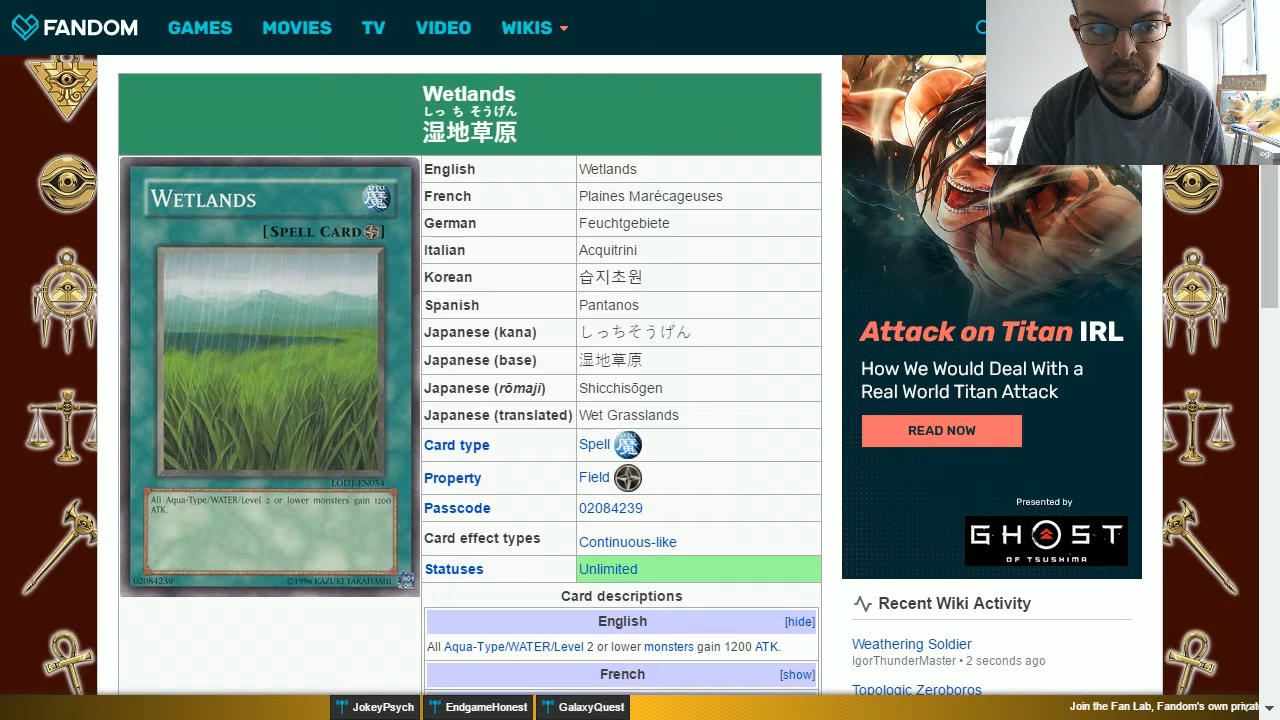 FANDOM
GAMES
MOVIES
TV
VIDEO
WIKIS
Wetlands
しっ ち そうげん
湿地草原
WETLANDS
魔
[SPELL CARD]
LODT-EN054
All Aqua-Type/WATER/Level 2 or lower monsters gain 1200
ATK.
02084239
©1996 KAZUKI TAKAHASHI
English Wetlands
French Plaines Marécageuses
German Feuchtgebiete
Italian Acquitrini
Korean 습지초원
Spanish Pantanos
Japanese (kana) しっちそうげん
Japanese (base) 湿地草原
Japanese (rōmaji) Shicchisōgen
Japanese (translated) Wet Grasslands
Card type Spell 魔
Property Field
Passcode 02084239
Card effect types Continuous-like
Statuses Unlimited
Card descriptions
English [hide]
All Aqua-Type/WATER/Level 2 or lower monsters gain 1200 ATK.
French [show]
Attack on Titan IRL
How We Would Deal With a
Real World Titan Attack
READ NOW
Presented by
GHOST
OF TSUSHIMA
Recent Wiki Activity
Weathering Soldier
IgorThunderMaster • 2 seconds ago
Topologic Zeroboros
JokeyPsych
EndgameHonest
GalaxyQuest
Join the Fan Lab, Fandom's own private